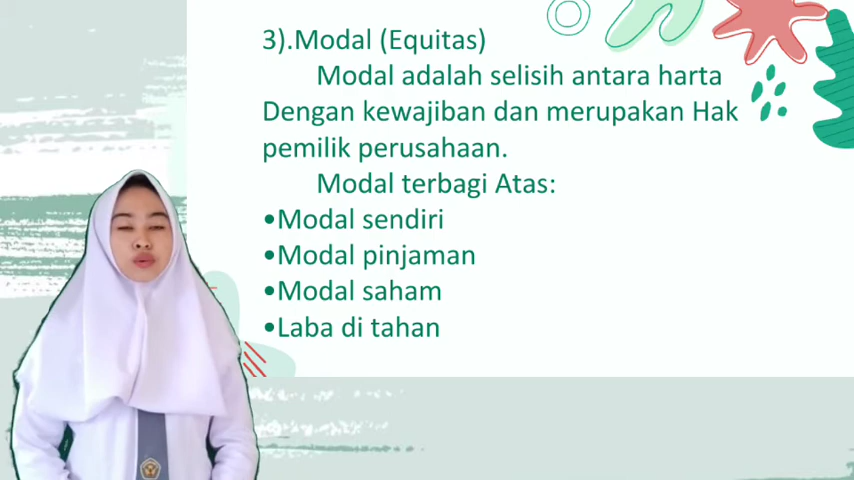 3).Modal (Equitas)
Modal adalah selisih antara harta
Dengan kewajiban dan merupakan Hak
pemilik perusahaan.
Modal terbagi Atas:
•Modal sendiri
•Modal pinjaman
•Modal saham
•Laba di tahan